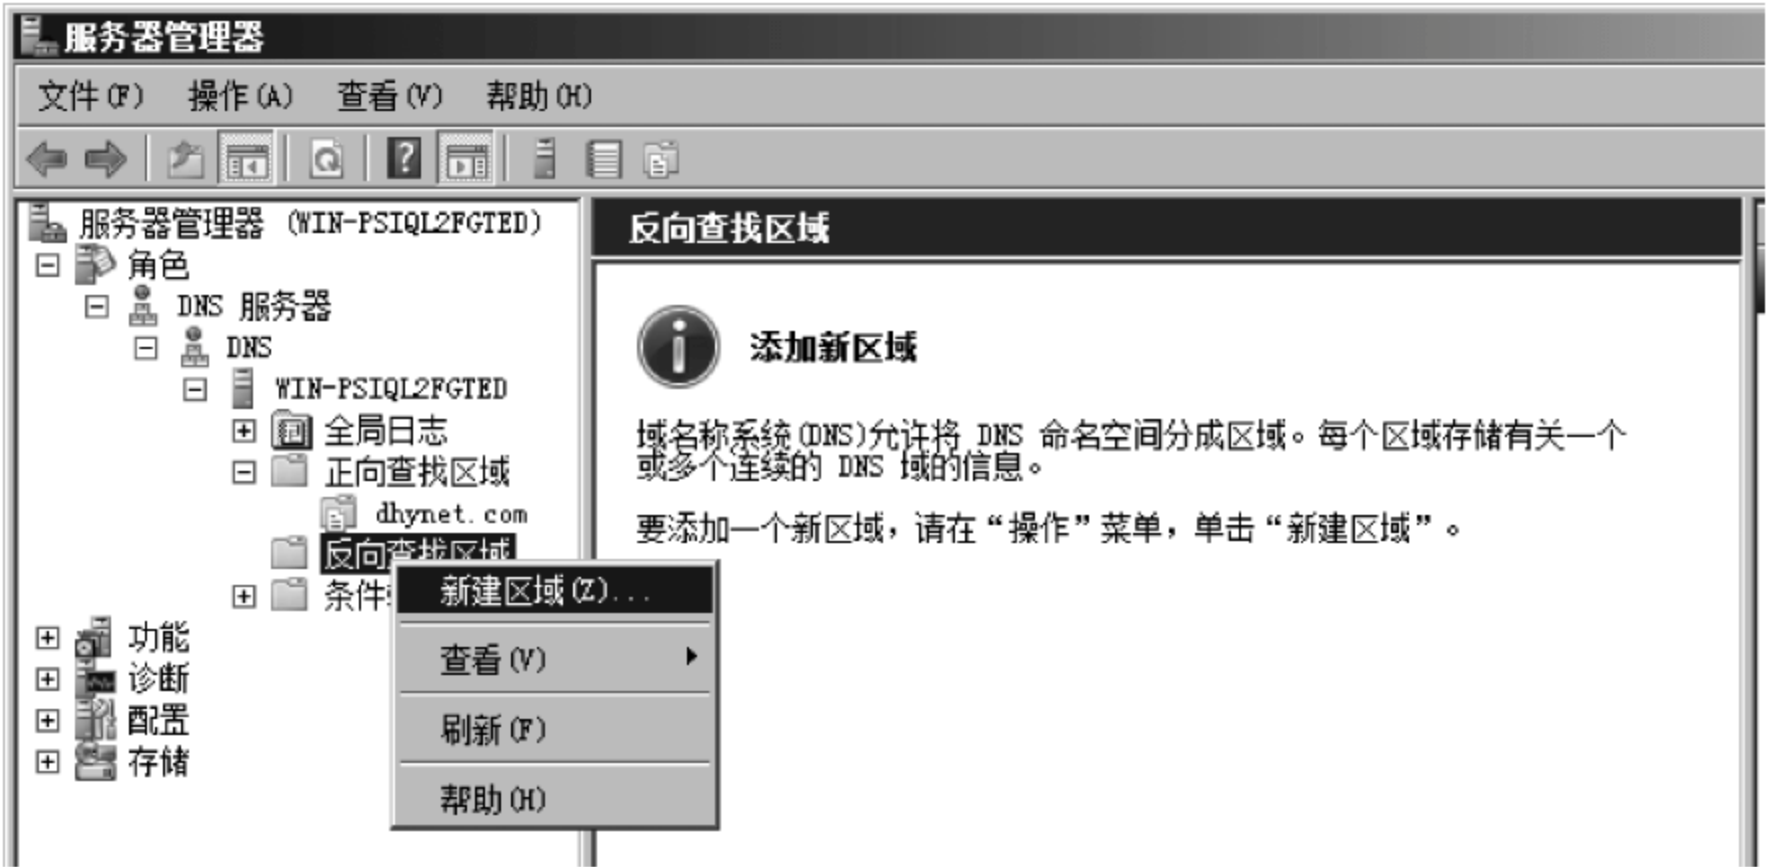 服务器管理器
文件(F) 操作(A) 查看(V) 帮助(H)
服务器管理器 (WIN-PSIQL2FGTED)
角色
DNS 服务器
DNS
WIN-PSIQL2FGTED
全局日志
正向查找区域
dhynet.com
反向查找区域
条件
功能
诊断
配置
存储
新建区域(Z)...
查看(V)
刷新(F)
帮助(H)
反向查找区域
添加新区域
域名称系统(DNS)允许将 DNS 命名空间分成区域。每个区域存储有关一个
或多个连续的 DNS 域的信息。
要添加一个新区域，请在“操作”菜单，单击“新建区域”。